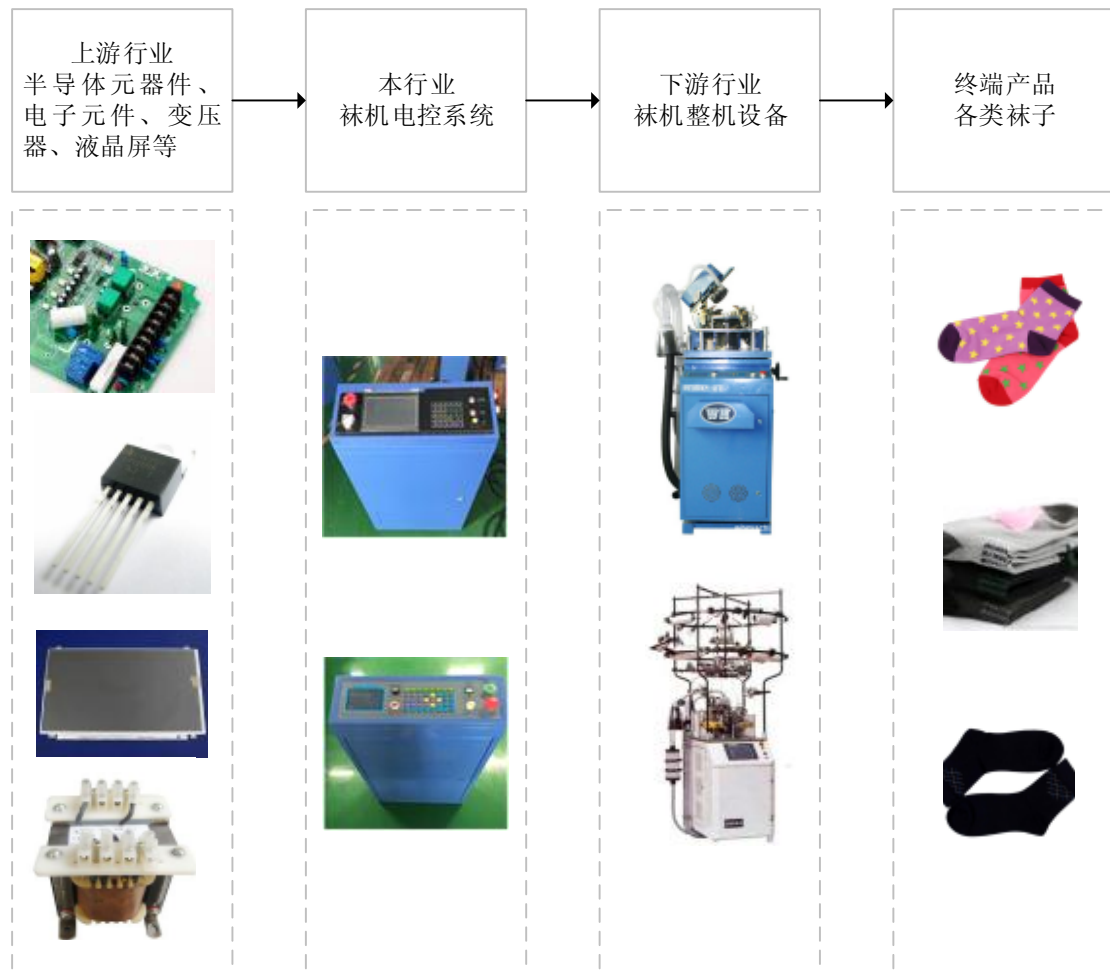 上游行业
半导体元器件、
电子元件、变压
器、液晶屏等
本行业
袜机电控系统
下游行业
袜机整机设备
终端产品
各类袜子